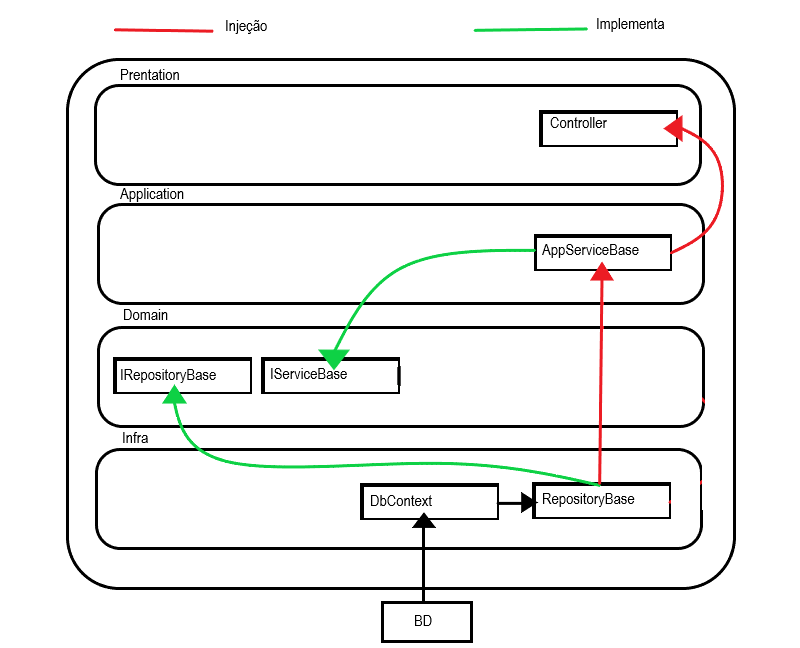 Injeção
Implementa
Prentation
Controller
Application
AppServiceBase
Domain
IRepositoryBase
IServiceBase
Infra
DbContext
RepositoryBase
BD